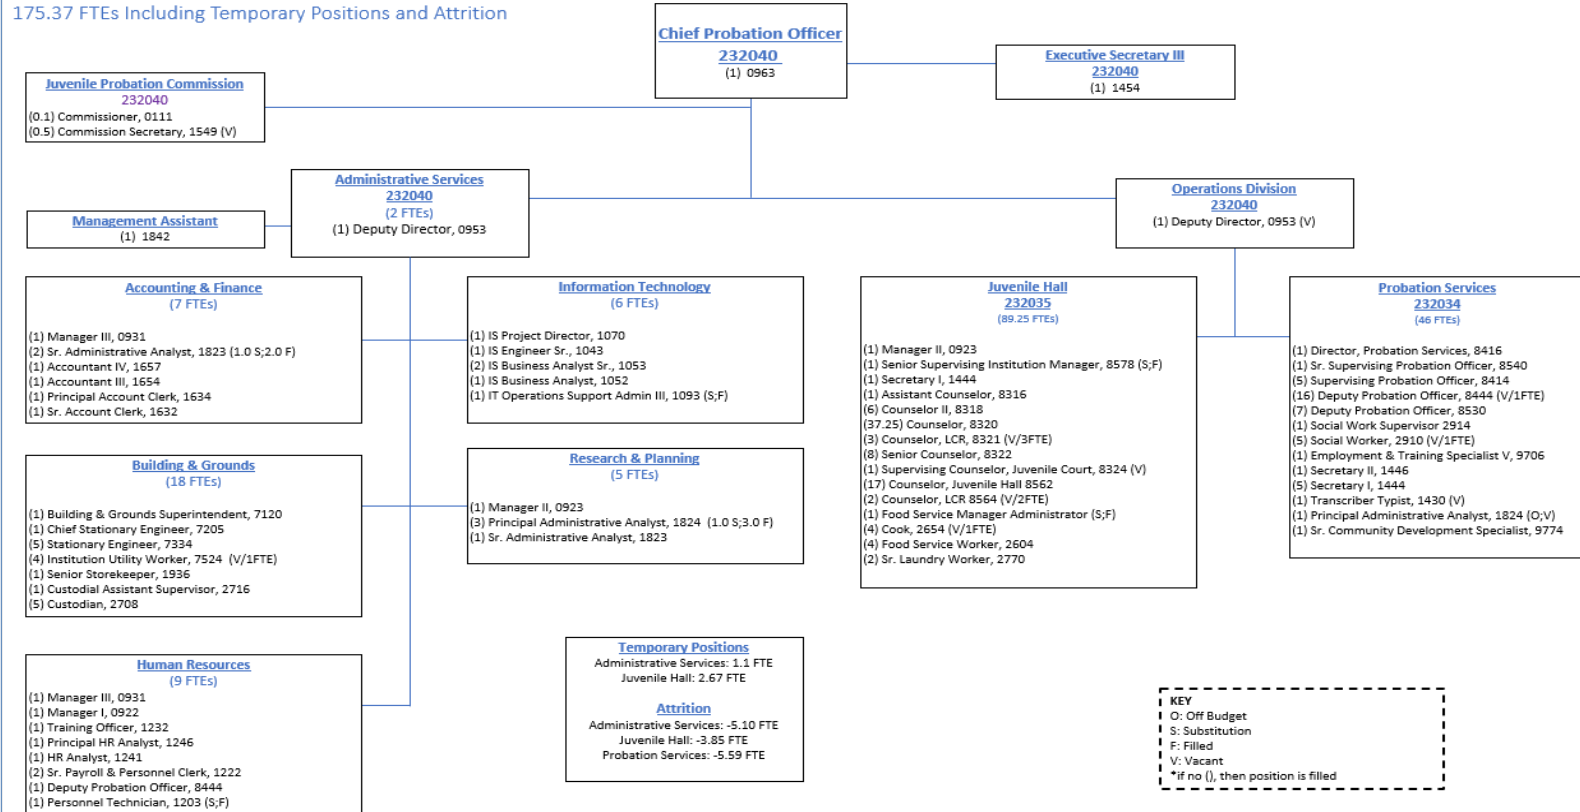 175.37 FTEs Including Temporary Positions and Attrition
Chief Probation Officer
232040
(1) 0963
Executive Secretary III
232040
(1) 1454
Juvenile Probation Commission
232040
(0.1) Commissioner, 0111
(0.5) Commission Secretary, 1549 (V)
Administrative Services
232040
(2 FTEs)
(1) Deputy Director, 0953
Management Assistant
(1) 1842
Operations Division
232040
(1) Deputy Director, 0953 (V)
Accounting & Finance
(7 FTEs)
(1) Manager III, 0931
(2) Sr. Administrative Analyst, 1823 (1.0 S;2.0 F)
(1) Accountant IV, 1657
(1) Accountant III, 1654
(1) Principal Account Clerk, 1634
(1) Sr. Account Clerk, 1632
Information Technology
(6 FTEs)
(1) IS Project Director, 1070
(1) IS Engineer Sr., 1043
(2) IS Business Analyst Sr., 1053
(1) IS Business Analyst, 1052
(1) IT Operations Support Admin III, 1093 (S;F)
Juvenile Hall
232035
(89.25 FTEs)
(1) Manager II, 0923
(1) Senior Supervising Institution Manager, 8578 (S;F)
(1) Secretary I, 1444
(1) Assistant Counselor, 8316
(6) Counselor II, 8318
(37.25) Counselor, 8320
(3) Counselor, LCR, 8321 (V/3FTE)
(8) Senior Counselor, 8322
(1) Supervising Counselor, Juvenile Court, 8324 (V)
(17) Counselor, Juvenile Hall 8562
(2) Counselor, LCR 8564 (V/2FTE)
(1) Food Service Manager Administrator (S;F)
(4) Cook, 2654 (V/1FTE)
(4) Food Service Worker, 2604
(2) Sr. Laundry Worker, 2770
Probation Services
232034
(46 FTEs)
(1) Director, Probation Services, 8416
(1) Sr. Supervising Probation Officer, 8540
(5) Supervising Probation Officer, 8414
(16) Deputy Probation Officer, 8444 (V/1FTE)
(7) Deputy Probation Officer, 8530
(1) Social Work Supervisor 2914
(5) Social Worker, 2910 (V/1FTE)
(1) Employment & Training Specialist V, 9706
(1) Secretary II, 1446
(5) Secretary I, 1444
(1) Transcriber Typist, 1430 (V)
(1) Principal Administrative Analyst, 1824 (O;V)
(1) Sr. Community Development Specialist, 9774
Building & Grounds
(18 FTEs)
(1) Building & Grounds Superintendent, 7120
(1) Chief Stationary Engineer, 7205
(5) Stationary Engineer, 7334
(4) Institution Utility Worker, 7524 (V/1FTE)
(1) Senior Storekeeper, 1936
(1) Custodial Assistant Supervisor, 2716
(5) Custodian, 2708
Research & Planning
(5 FTEs)
(1) Manager II, 0923
(3) Principal Administrative Analyst, 1824 (1.0 S;3.0 F)
(1) Sr. Administrative Analyst, 1823
Human Resources
(9 FTEs)
(1) Manager III, 0931
(1) Manager I, 0922
(1) Training Officer, 1232
(1) Principal HR Analyst, 1246
(1) HR Analyst, 1241
(2) Sr. Payroll & Personnel Clerk, 1222
(1) Deputy Probation Officer, 8444
(1) Personnel Technician, 1203 (S;F)
Temporary Positions
Administrative Services: 1.1 FTE
Juvenile Hall: 2.67 FTE
Attrition
Administrative Services: -5.10 FTE
Juvenile Hall: -3.85 FTE
Probation Services: -5.59 FTE
KEY
O: Off Budget
S: Substitution
F: Filled
V: Vacant
*if no (), then position is filled